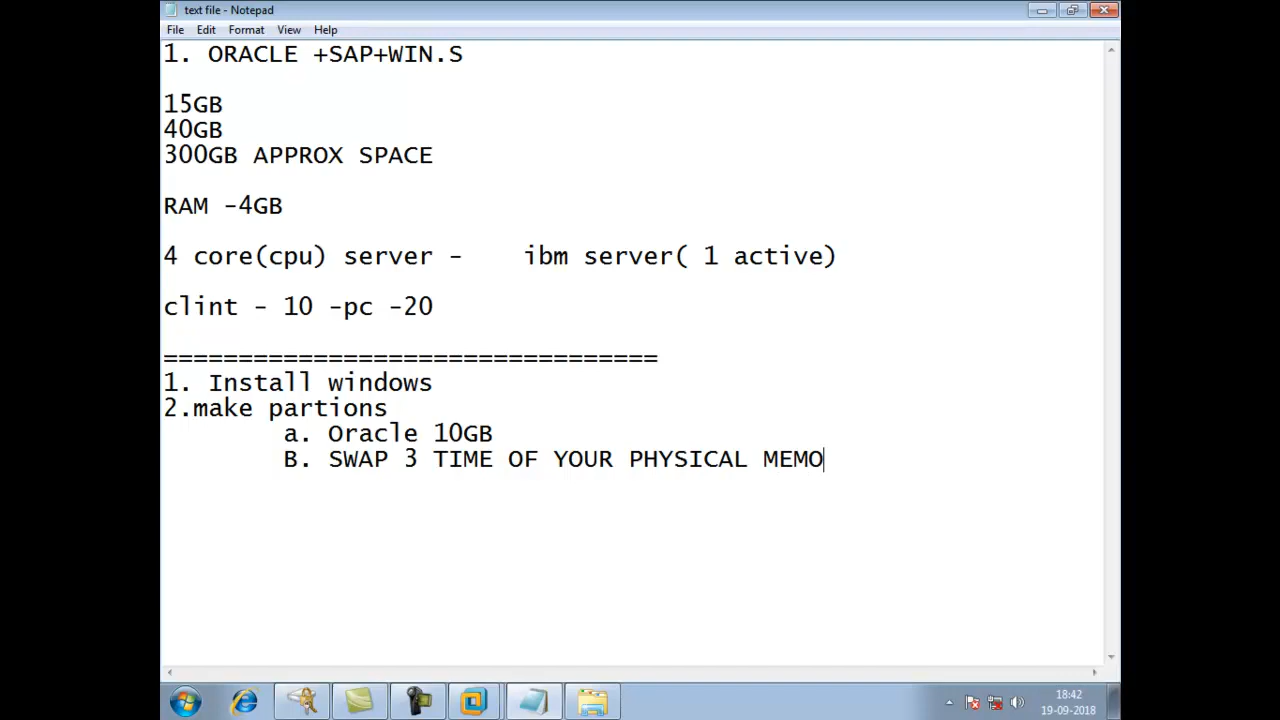 text file - Notepad
File Edit Format View Help
1. ORACLE +SAP+WIN.S
15GB
40GB
300GB APPROX SPACE
RAM -4GB
4 core(cpu) server -    ibm server( 1 active)
clint - 10 -pc -20
=================================
1. Install windows
2.make partions
a. Oracle 10GB
B. SWAP 3 TIME OF YOUR PHYSICAL MEMO
18:42
19-09-2018